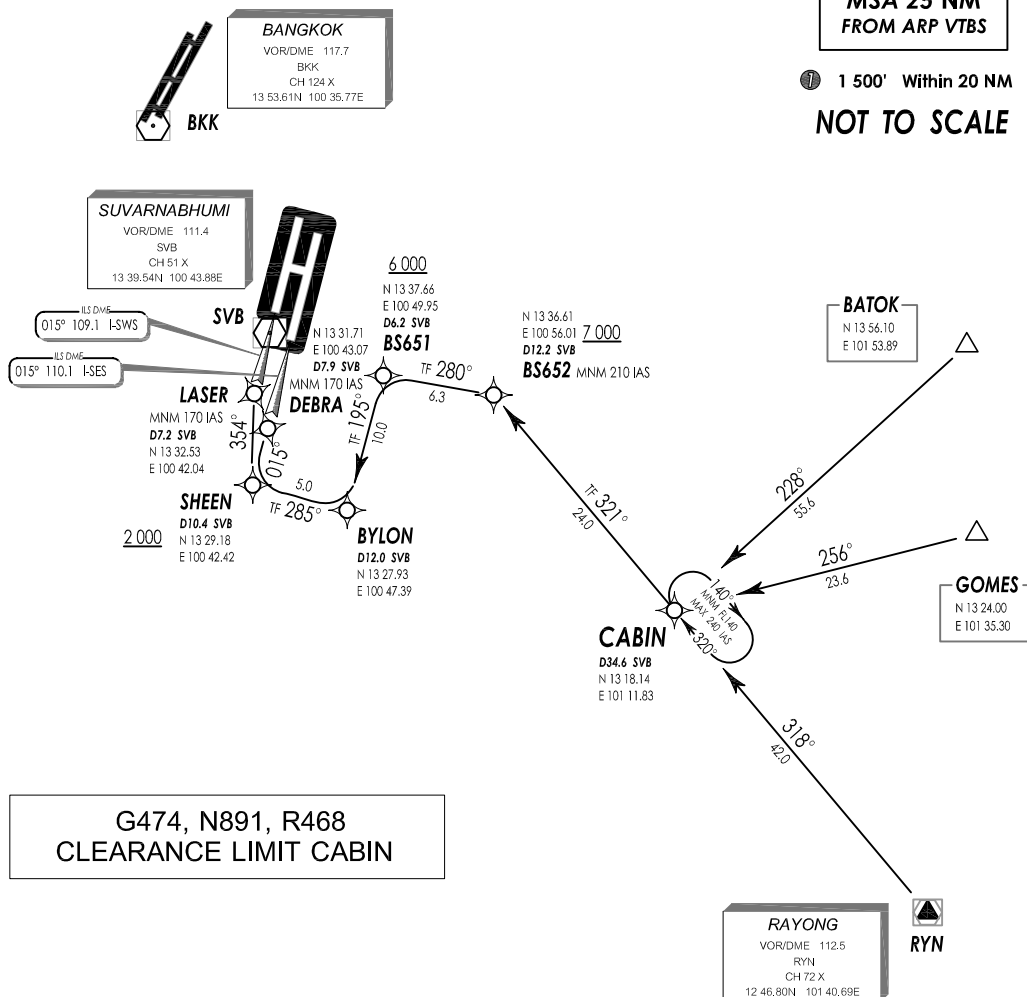 MSA 25 NM
FROM ARP VTBS
1 1 500' Within 20 NM
NOT TO SCALE
BANGKOK
VOR/DME 117.7
BKK
CH 124 X
13 53.61N 100 35.77E
BKK
SUVARNABHUMI
VOR/DME 111.4
SVB
CH 51 X
13 39.54N 100 43.88E
SVB
ILS DME
015° 109.1 I-SWS
ILS DME
015° 110.1 I-SES
LASER
MNM 170 IAS
D7.2 SVB
N 13 32.53
E 100 42.04
N 13 31.71
E 100 43.07
D7.9 SVB
MNM 170 IAS
DEBRA
6 000
N 13 37.66
E 100 49.95
D6.2 SVB
BS651
TF 280°
6.3
N 13 36.61
E 100 56.01 7 000
D12.2 SVB
BS652 MNM 210 IAS
TF 195°
10.0
354°
015°
5.0
TF 285°
SHEEN
2 000
D10.4 SVB
N 13 29.18
E 100 42.42
BYLON
D12.0 SVB
N 13 27.93
E 100 47.39
BATOK
N 13 56.10
E 101 53.89
228°
55.6
TF 321°
24.0
256°
23.6
GOMES
N 13 24.00
E 101 35.30
140°
MNM FL140
MAX 240 IAS
320°
CABIN
D34.6 SVB
N 13 18.14
E 101 11.83
318°
42.0
G474, N891, R468
CLEARANCE LIMIT CABIN
RAYONG
VOR/DME 112.5
RYN
CH 72 X
12 46.80N 101 40.69E
RYN